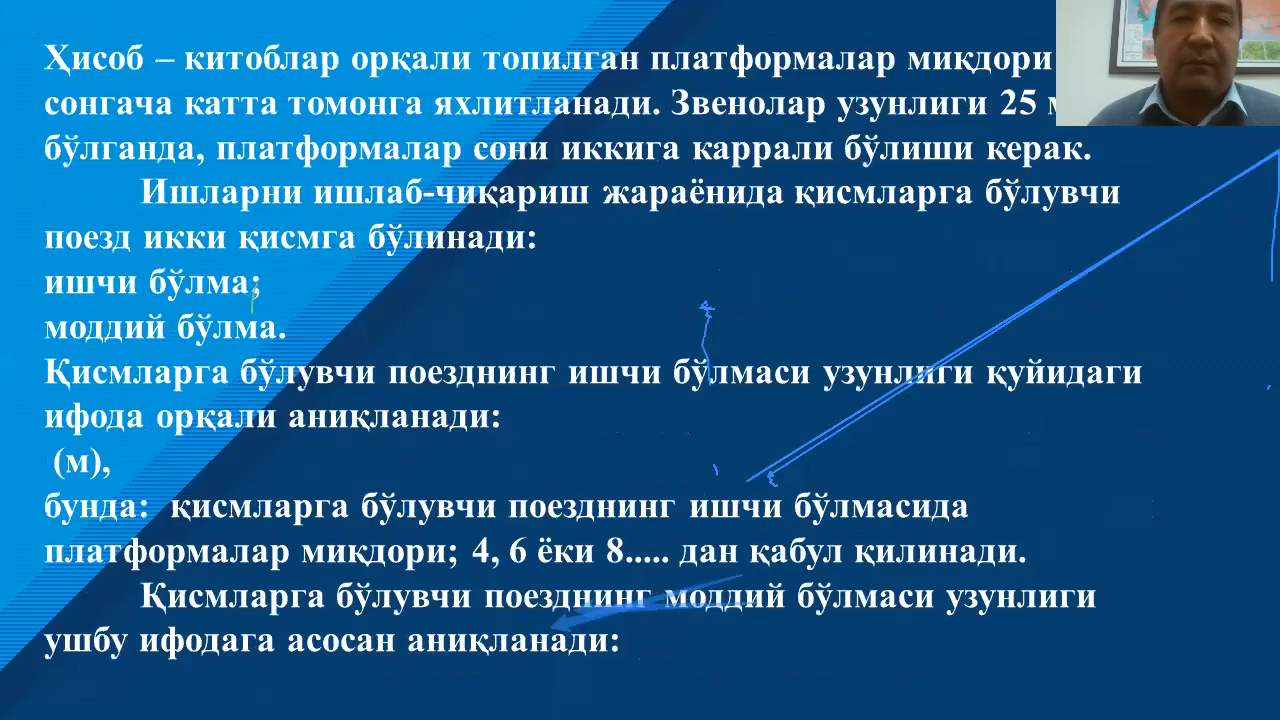 Ҳисоб – китоблар орқали топилган платформалар миқдори
сонгача катта томонга яхлитланади. Звенолар узунлиги 25
бўлганда, платформалар сони иккига каррали бўлиши керак.
Ишларни ишлаб-чиқариш жараёнида қисмларга бўлувчи
поезд икки қисмга бўлинади:
ишчи бўлма;
моддий бўлма.
Қисмларга бўлувчи поезднинг ишчи бўлмаси узунлиги қуйидаги
ифода орқали аниқланади:
(м),
бунда: қисмларга бўлувчи поезднинг ишчи бўлмасида
платформалар миқдори; 4, 6 ёки 8..... дан қабул қилинади.
Қисмларга бўлувчи поезднинг моддий бўлмаси узунлиги
ушбу ифодага асосан аниқланади: